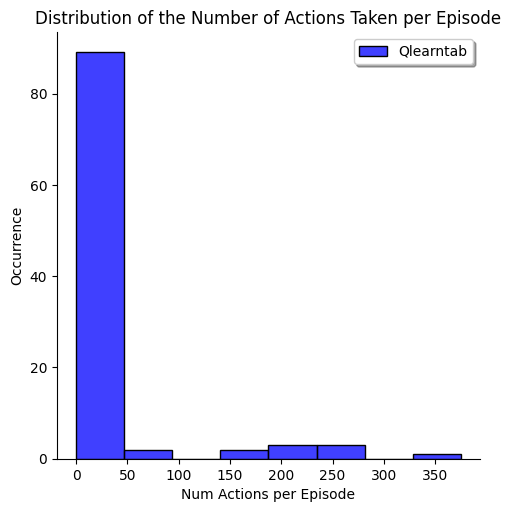 Distribution of the Number of Actions Taken per Episode
Qlearntab
Occurrence
80
60
40
20
0
0 50 100 150 200 250 300 350
Num Actions per Episode